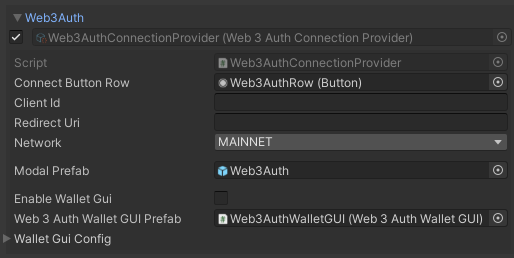 Web3Auth
Web3AuthConnectionProvider (Web 3 Auth Connection Provider)
Script Web3AuthConnectionProvider
Connect Button Row Web3AuthRow (Button)
Client Id
Redirect Uri
Network MAINNET
Modal Prefab Web3Auth
Enable Wallet Gui
Web 3 Auth Wallet GUI Prefab Web3AuthWalletGUI (Web 3 Auth Wallet GUI)
Wallet Gui Config